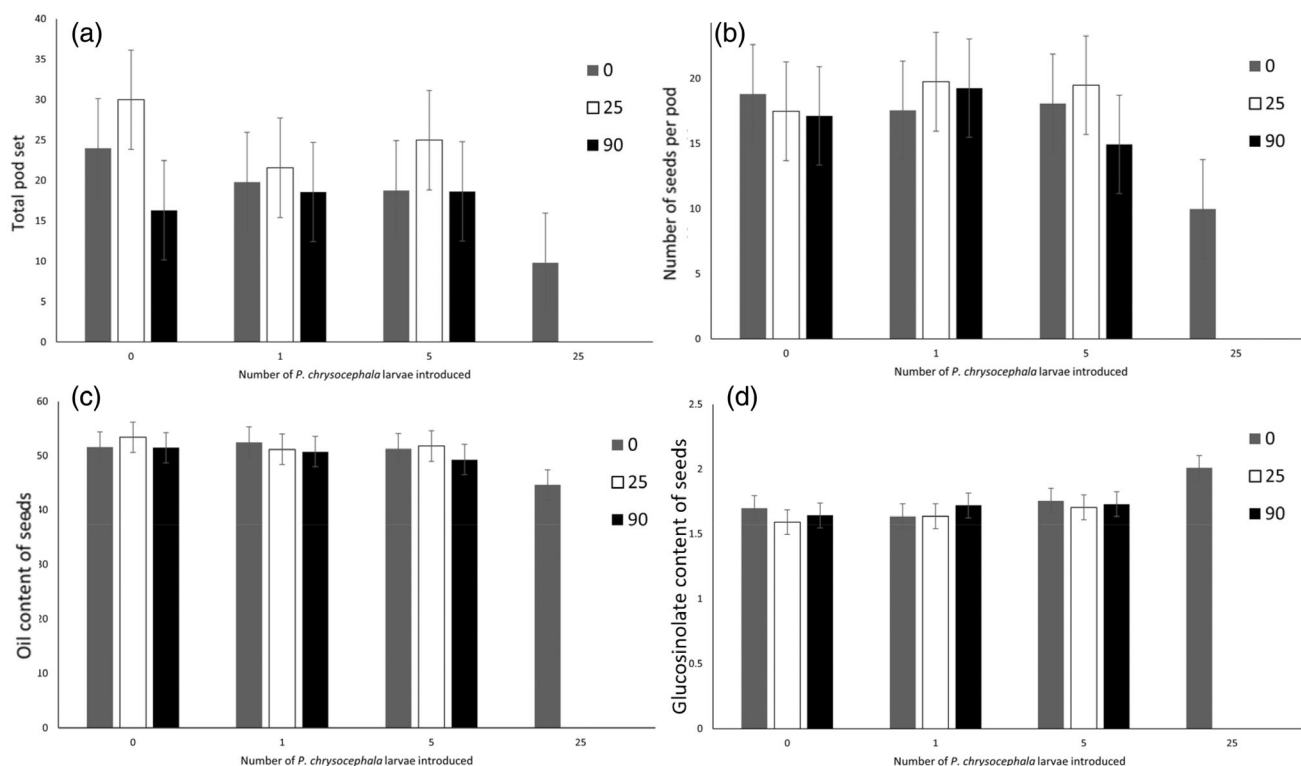 (a)
Total pod set
40
35
30
25
20
15
10
5
0
0
25
90
0 1 5 25
Number of P. chrysocephala larvae introduced
(b)
Number of seeds per pod
20
15
10
5
0
0
25
90
0 1 5 25
Number of P. chrysocephala larvae introduced
(c)
Oil content of seeds
60
50
40
30
20
10
0
0
25
90
0 1 5 25
Number of P. chrysocephala larvae introduced
(d)
Glucosinolate content of seeds
2.5
2
1.5
1
0.5
0
0
25
90
0 1 5 25
Number of P. chrysocephala larvae introduced